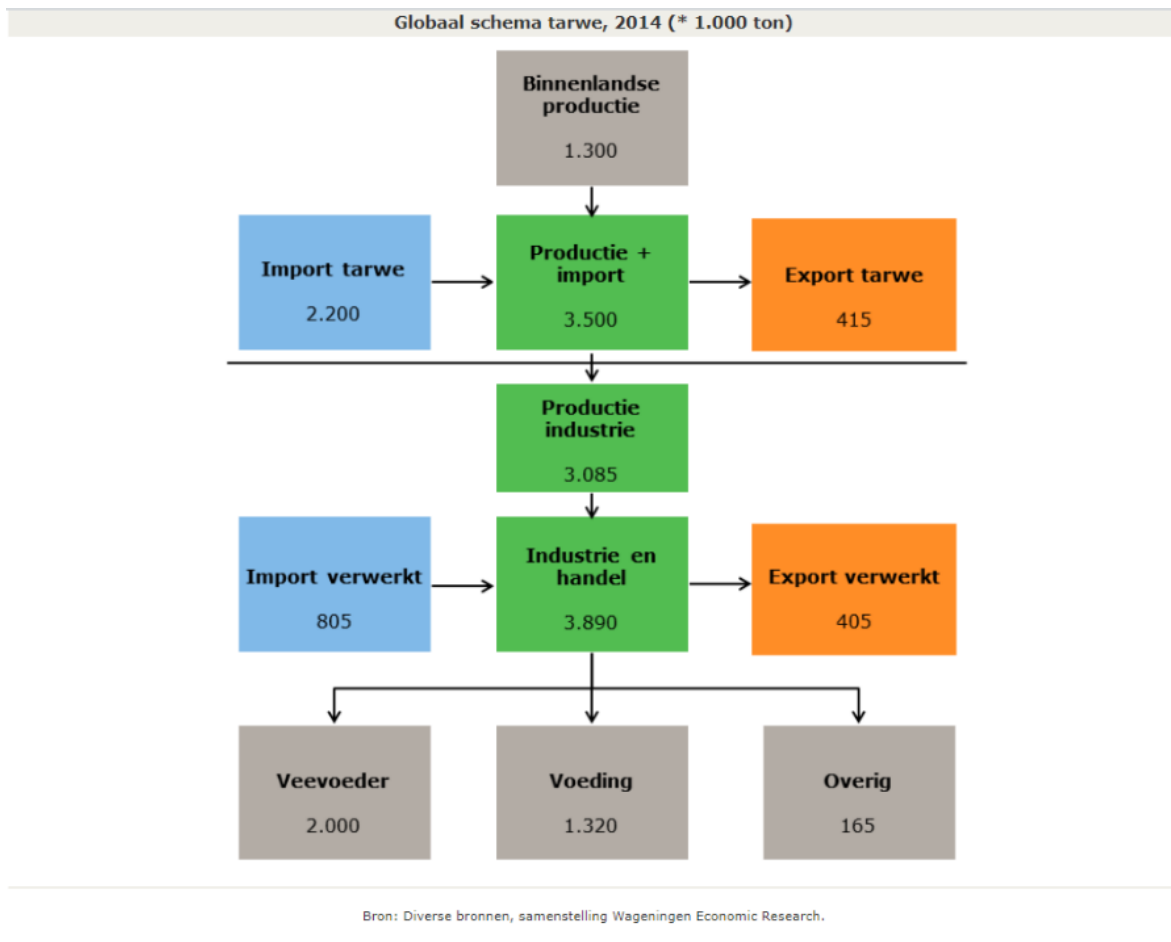 Globaal schema tarwe, 2014 (* 1.000 ton)
Binnenlandse
productie
1.300
Import tarwe
2.200
Productie +
import
3.500
Export tarwe
415
Productie
industrie
3.085
Import verwerkt
805
Industrie en
handel
3.890
Export verwerkt
405
Veevoeder
2.000
Voeding
1.320
Overig
165
Bron: Diverse bronnen, samenstelling Wageningen Economic Research.